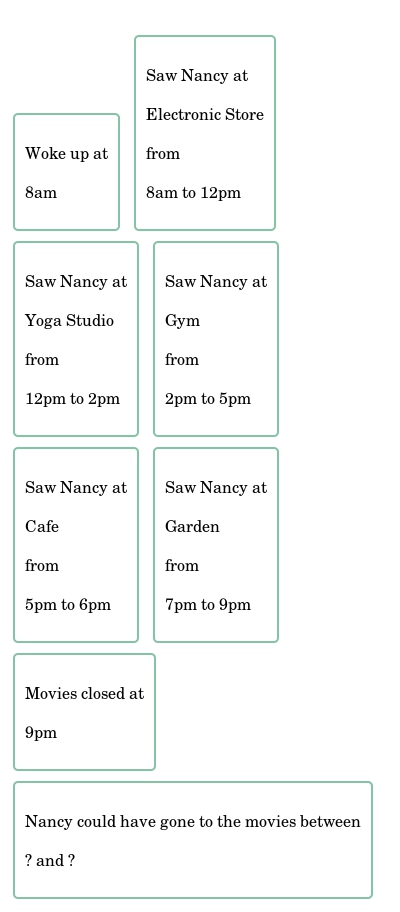 Woke up at
8am
Saw Nancy at
Electronic Store
from
8am to 12pm
Saw Nancy at
Yoga Studio
from
12pm to 2pm
Saw Nancy at
Gym
from
2pm to 5pm
Saw Nancy at
Cafe
from
5pm to 6pm
Saw Nancy at
Garden
from
7pm to 9pm
Movies closed at
9pm
Nancy could have gone to the movies between
? and ?